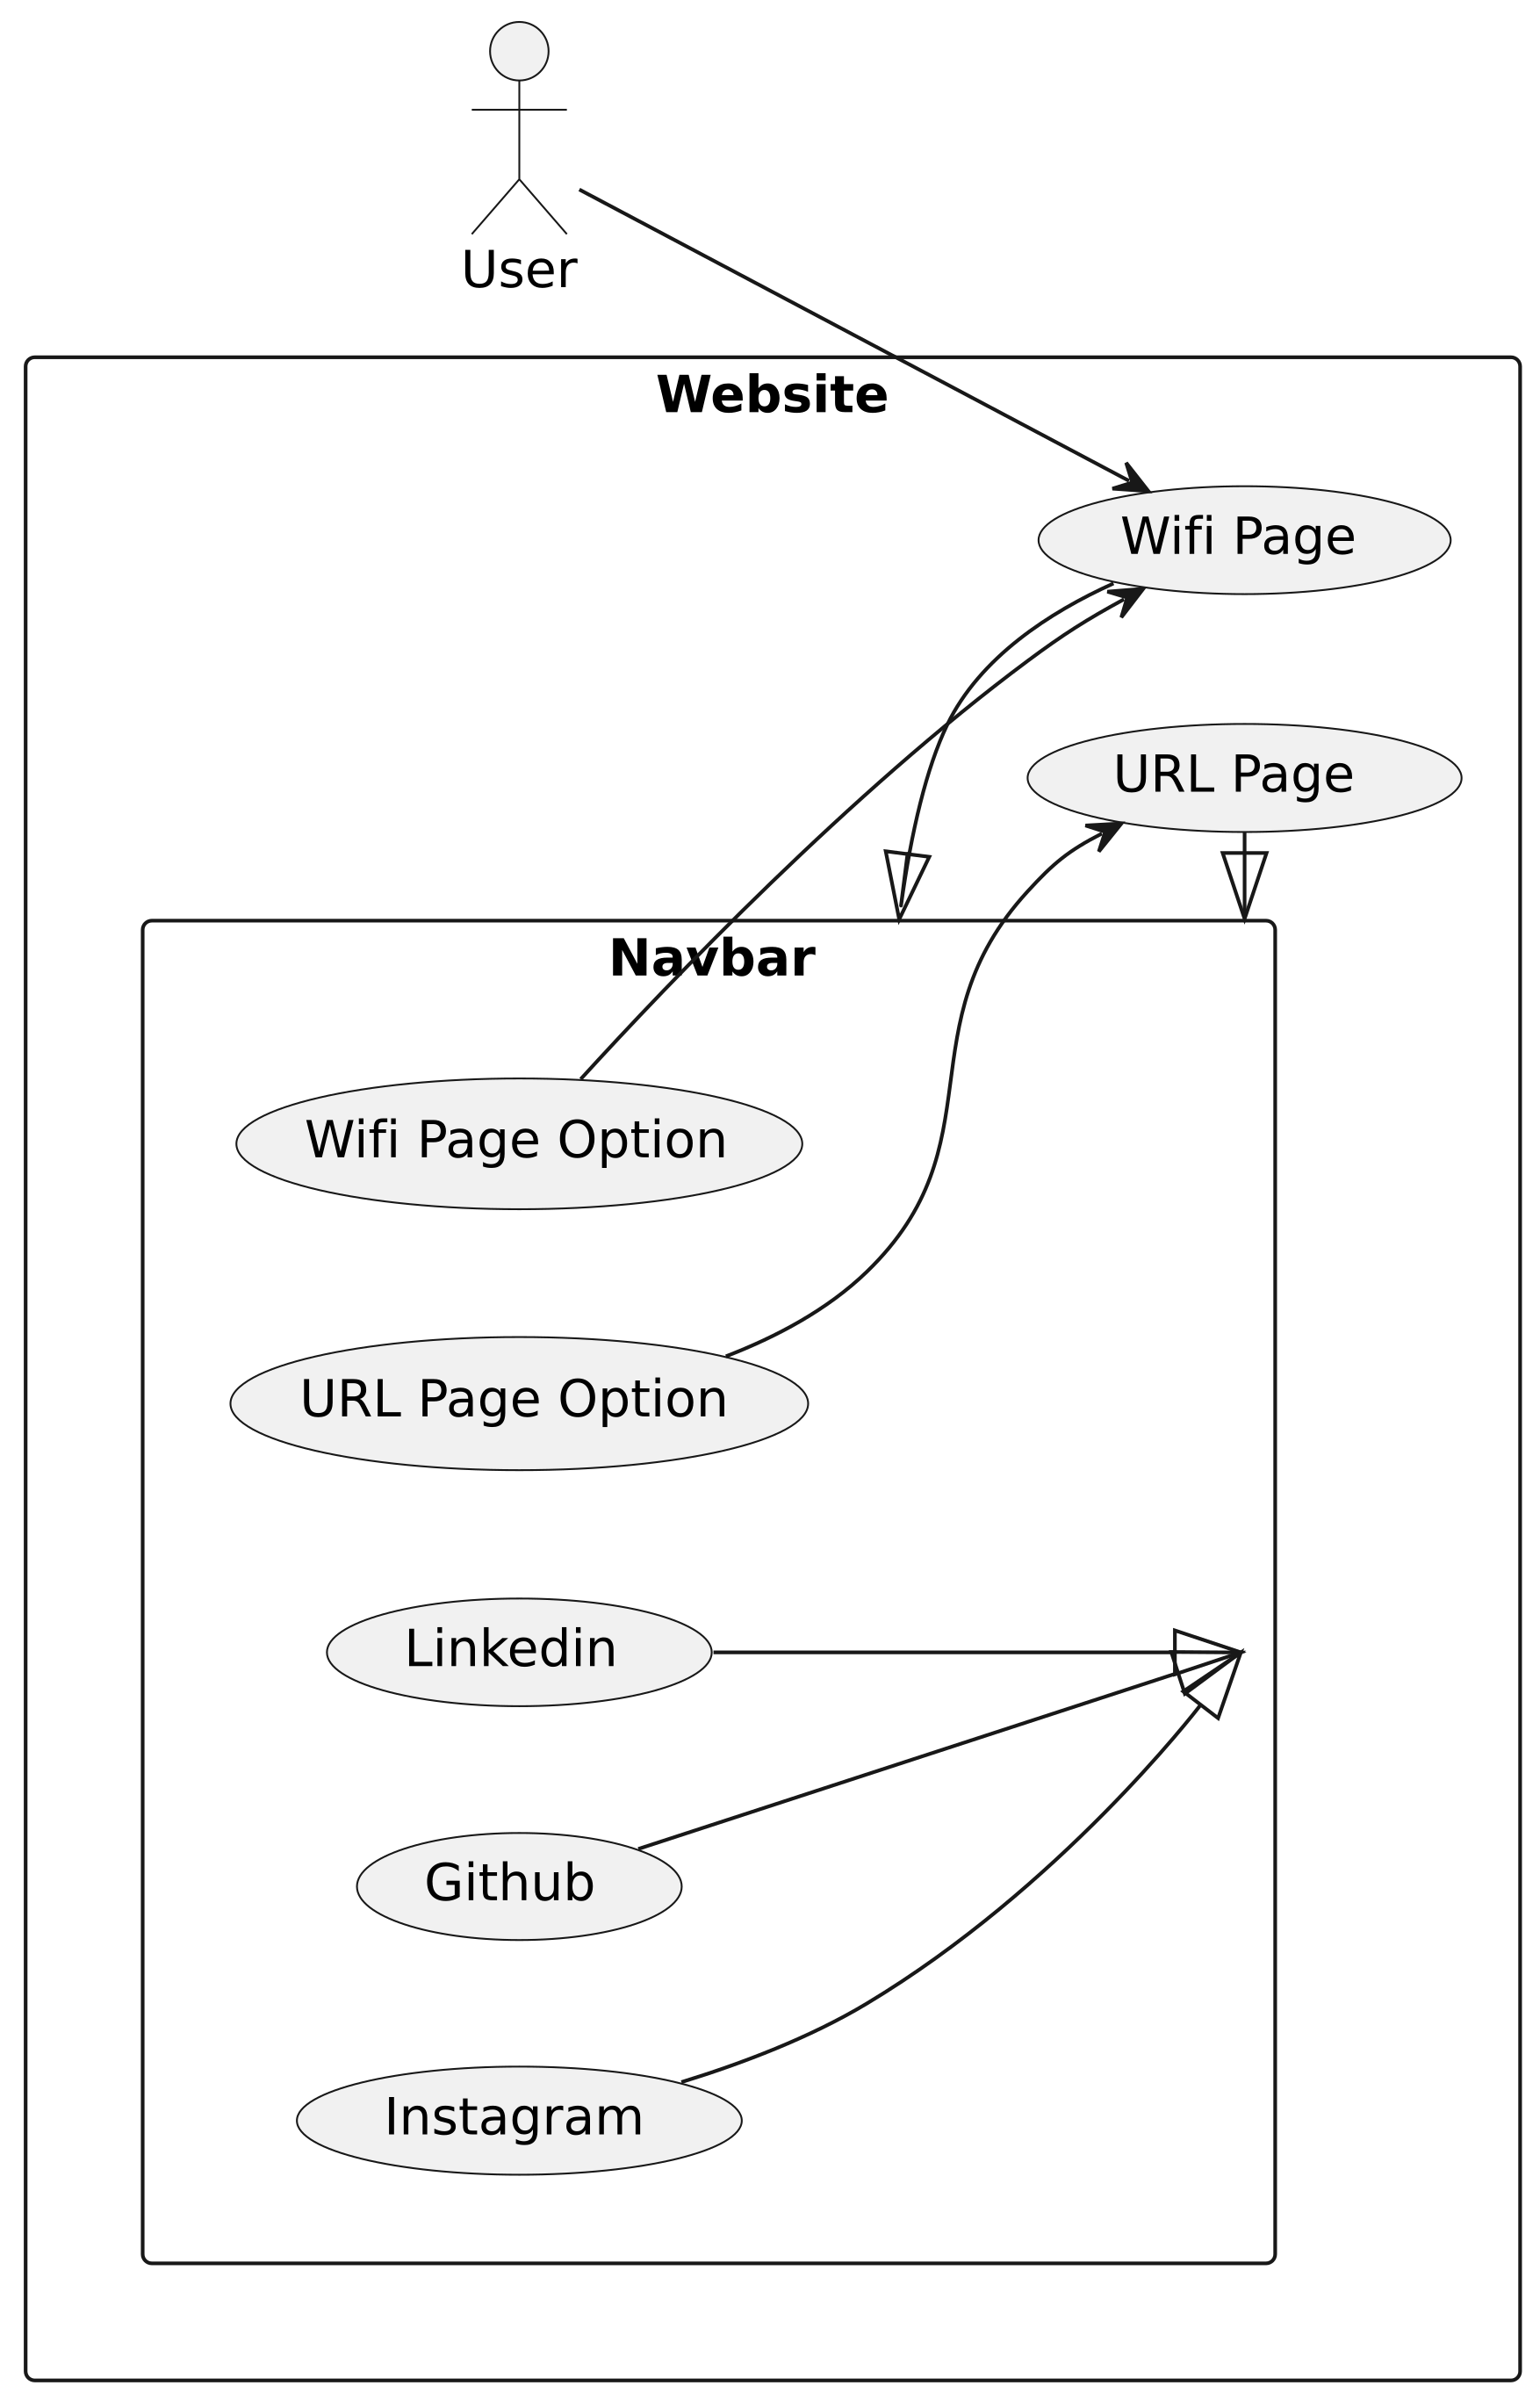 User
Website
Wifi Page
URL Page
Navbar
Wifi Page Option
URL Page Option
Linkedin
Github
Instagram